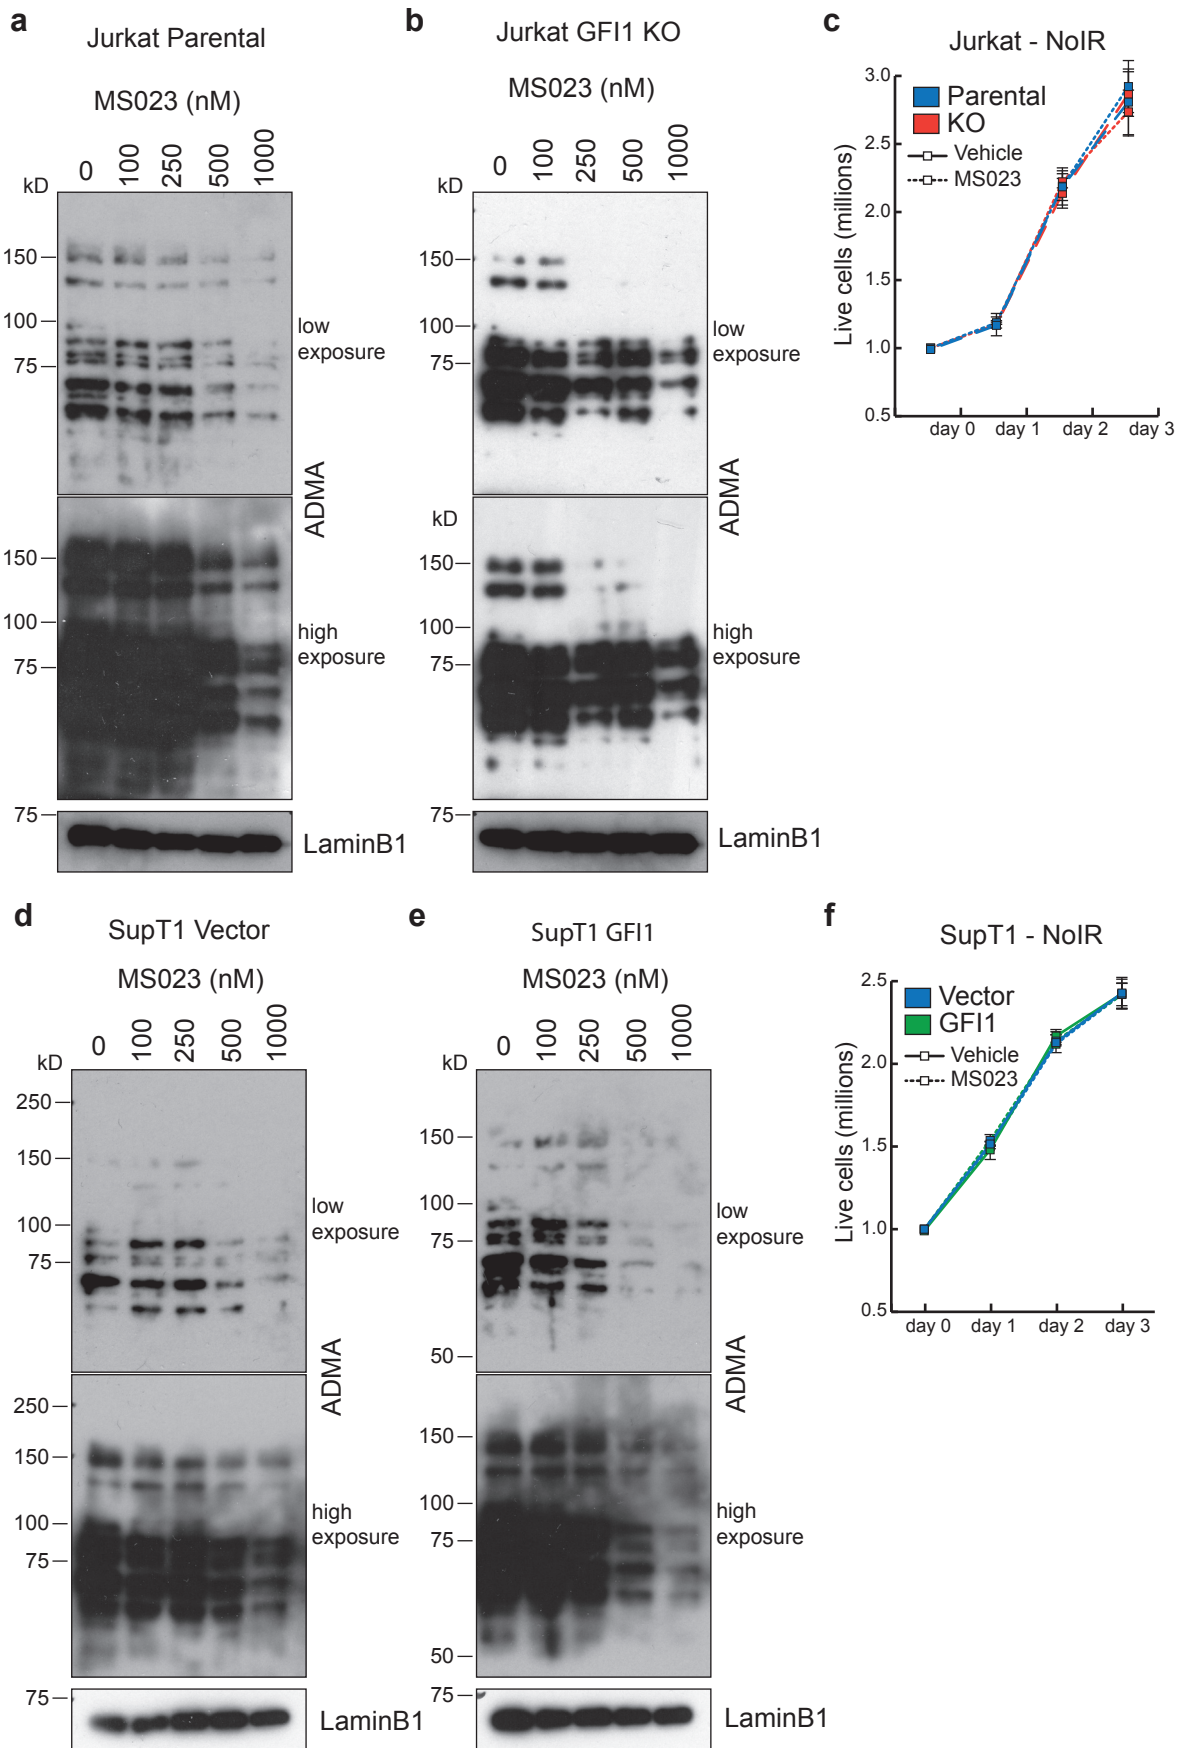 a
Jurkat Parental
MS023 (nM)
0 100 250 500 1000
kD
150
100
75
low
exposure
ADMA
150
100
75
high
exposure
75
LaminB1
b
Jurkat GFI1 KO
MS023 (nM)
0 100 250 500 1000
kD
150
100
75
low
exposure
ADMA
kD
150
100
75
high
exposure
75
LaminB1
c
Jurkat - NoIR
Parental
KO
Vehicle
MS023
Live cells (millions)
3.0
2.5
2.0
1.5
1.0
0.5
day 0 day 1 day 2 day 3
d
SupT1 Vector
MS023 (nM)
0 100 250 500 1000
kD
250
150
100
75
low
exposure
ADMA
250
150
100
75
high
exposure
75
LaminB1
e
SupT1 GFI1
MS023 (nM)
0 100 250 500 1000
kD
150
100
75
50
low
exposure
ADMA
150
100
75
50
high
exposure
75
LaminB1
f
SupT1 - NoIR
Vector
GFI1
Vehicle
MS023
Live cells (millions)
2.5
2.0
1.5
1.0
0.5
day 0 day 1 day 2 day 3